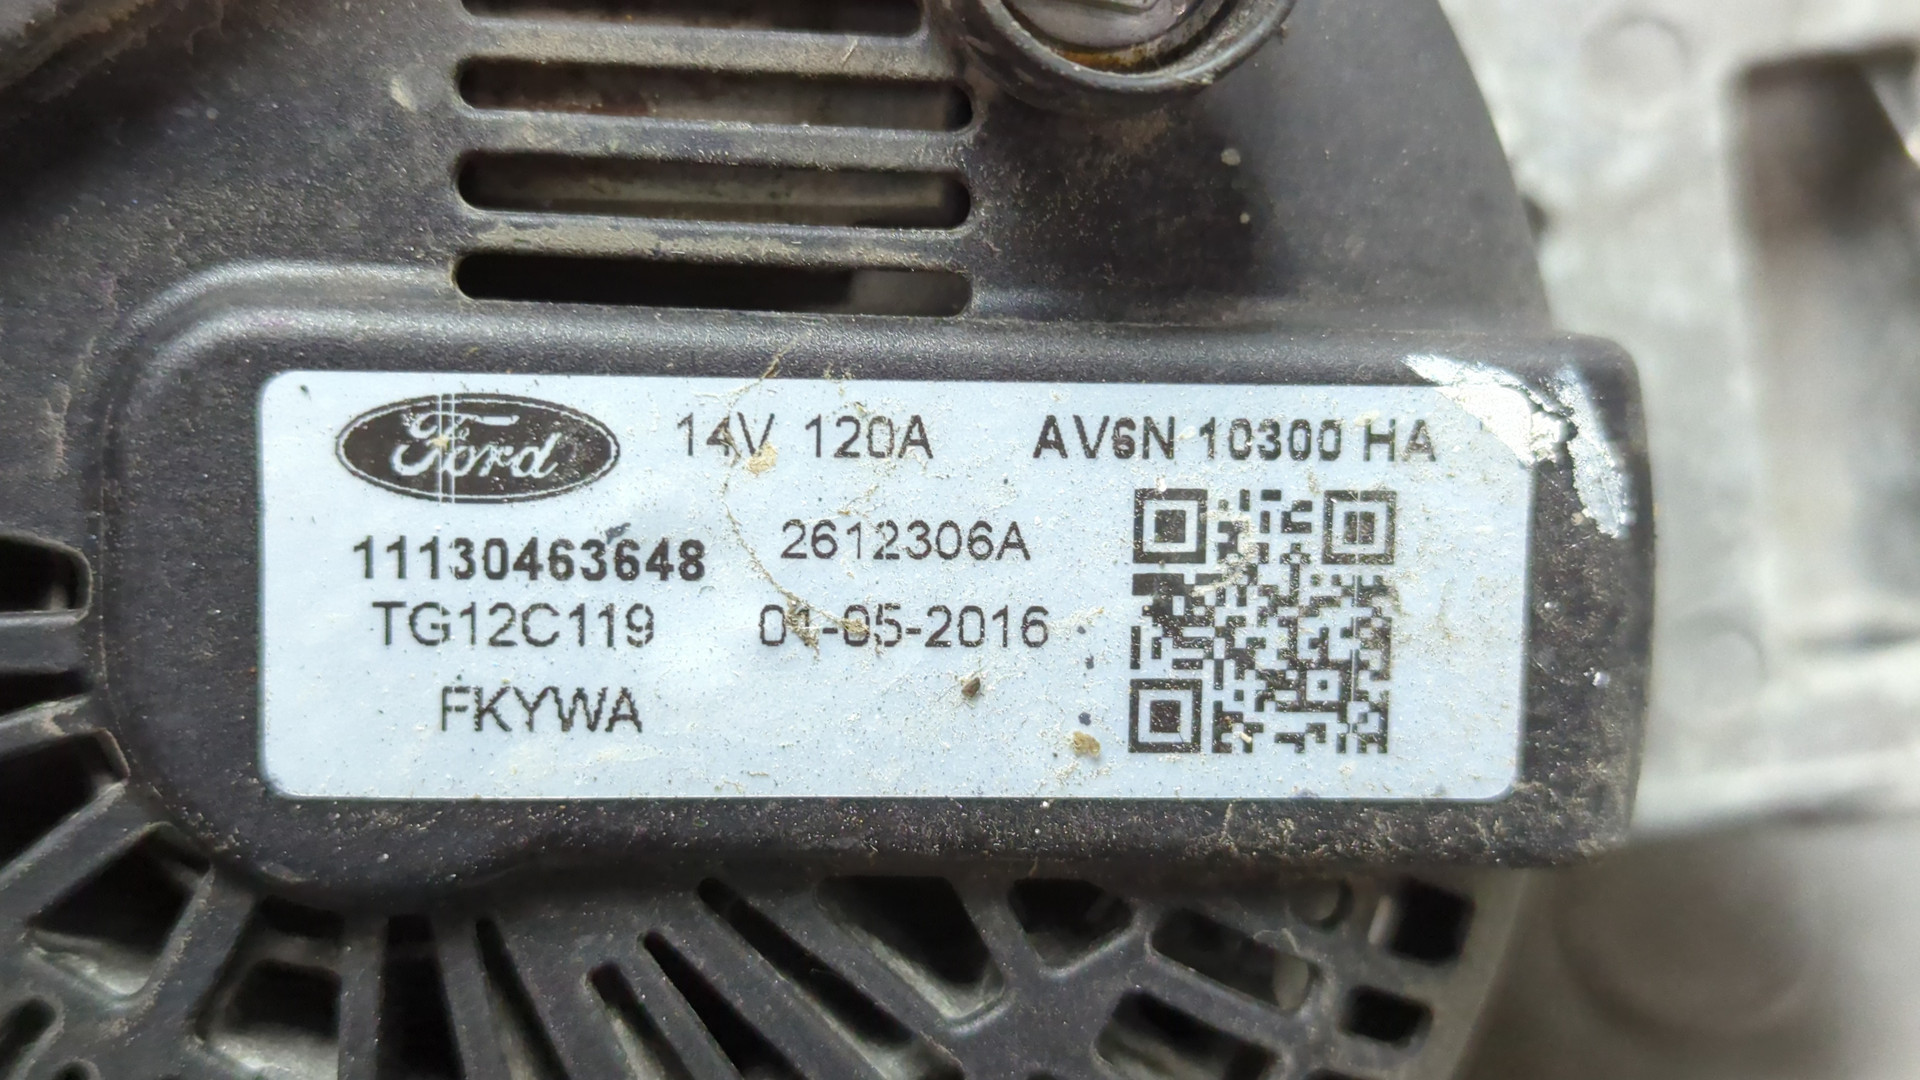 Ford 14V 120A AV6N 10300 HA
11130463648 2612306A
TG12C119 01-05-2016
FKYWA